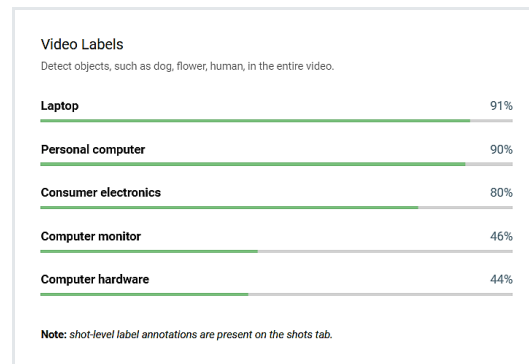 Video Labels
Detect objects, such as dog, flower, human, in the entire video.
Laptop 91%
Personal computer 90%
Consumer electronics 80%
Computer monitor 46%
Computer hardware 44%
Note: shot-level label annotations are present on the shots tab.